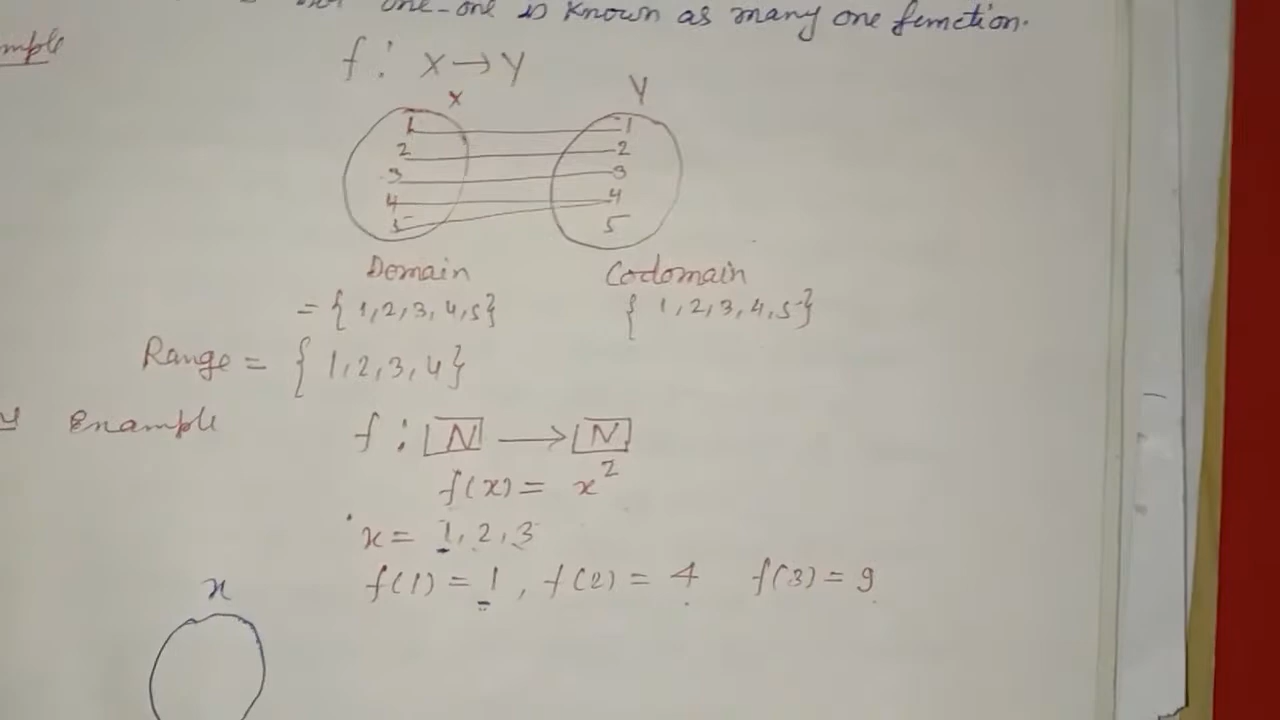 not one-one is known as many one function.
f : X → Y
X Y
1 1
2 2
3 3
4 4
5 5
Domain Codomain
= { 1,2,3,4,5} { 1,2,3,4,5}
Range = { 1,2,3,4}
Example f : N → N
f(x) = x²
x = 1, 2, 3
f(1) = 1 , f(2) = 4 f(3) = 9
x